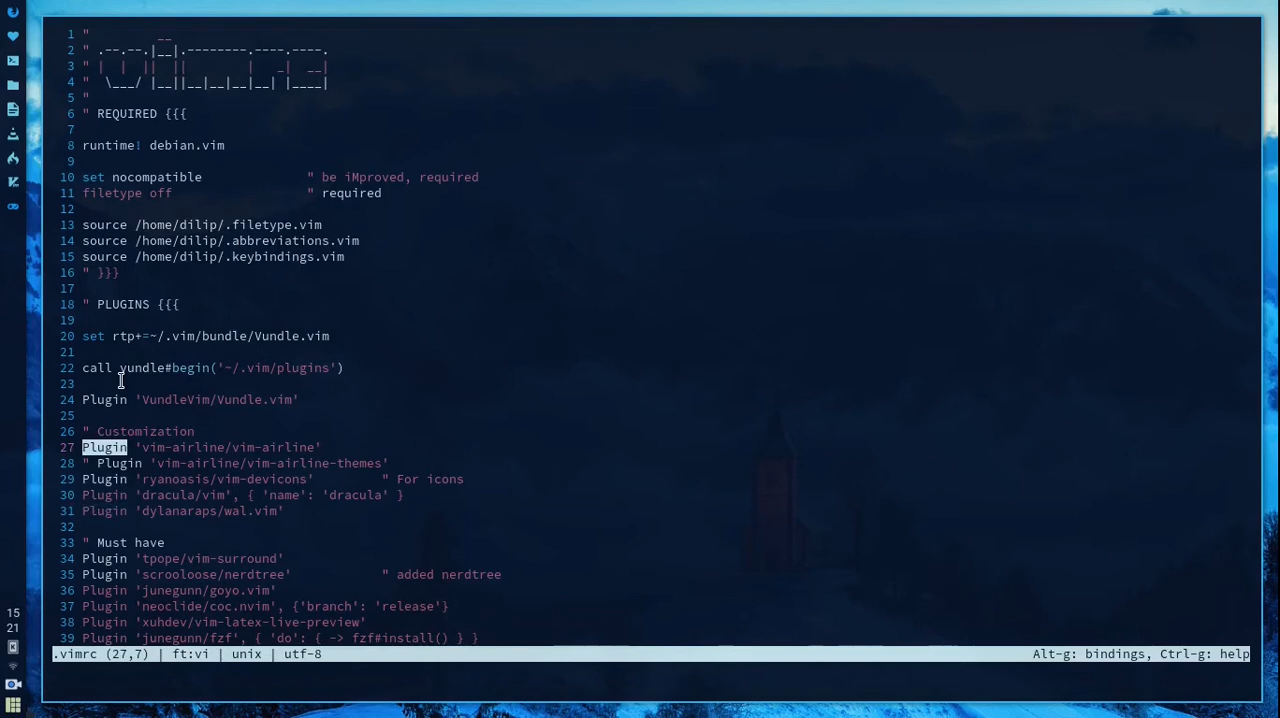 1 "          __
2 " .--.--.|__|.--------.----.----.
3 " |  |  ||  ||        |   _|  __|
4 "  \___/ |__||__|__|__|__| |____|
5 "
6 " REQUIRED {{{
7
8 runtime! debian.vim
9
10 set nocompatible              " be iMproved, required
11 filetype off                  " required
12
13 source /home/dilip/.filetype.vim
14 source /home/dilip/.abbreviations.vim
15 source /home/dilip/.keybindings.vim
16 " }}}
17
18 " PLUGINS {{{
19
20 set rtp+=~/.vim/bundle/Vundle.vim
21
22 call vundle#begin('~/.vim/plugins')
23
24 Plugin 'VundleVim/Vundle.vim'
25
26 " Customization
27 Plugin 'vim-airline/vim-airline'
28 " Plugin 'vim-airline/vim-airline-themes'
29 Plugin 'ryanoasis/vim-devicons'         " For icons
30 Plugin 'dracula/vim', { 'name': 'dracula' }
31 Plugin 'dylanaraps/wal.vim'
32
33 " Must have
34 Plugin 'tpope/vim-surround'
35 Plugin 'scrooloose/nerdtree'            " added nerdtree
36 Plugin 'junegunn/goyo.vim'
37 Plugin 'neoclide/coc.nvim', {'branch': 'release'}
38 Plugin 'xuhdev/vim-latex-live-preview'
39 Plugin 'junegunn/fzf', { 'do': { -> fzf#install() } }
.vimrc (27,7) | ft:vi | unix | utf-8 Alt-g: bindings, Ctrl-g: help
15
21